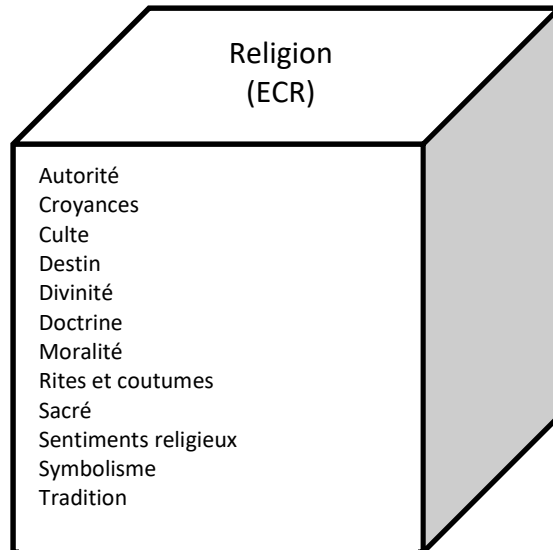 Religion
(ECR)
Autorité
Croyances
Culte
Destin
Divinité
Doctrine
Moralité
Rites et coutumes
Sacré
Sentiments religieux
Symbolisme
Tradition